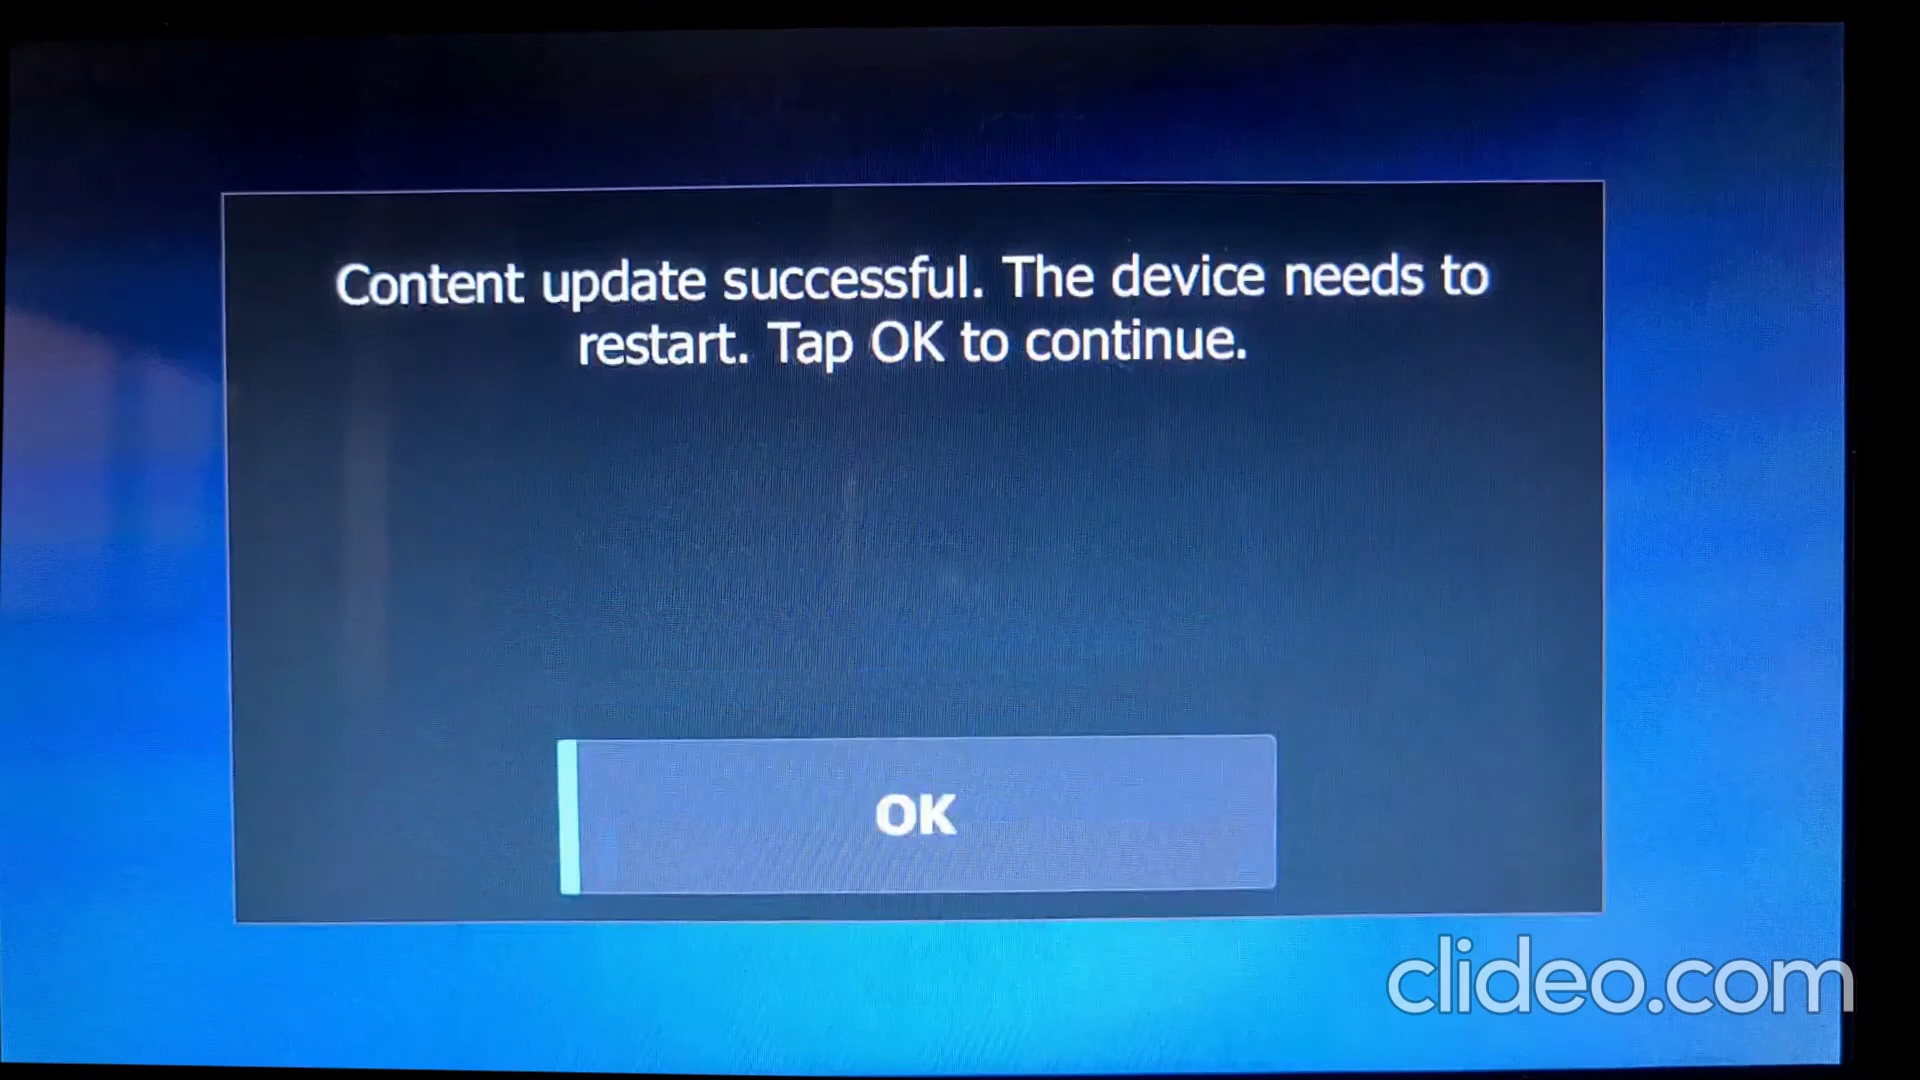 Content update successful. The device needs to
restart. Tap OK to continue.
OK
clideo.com